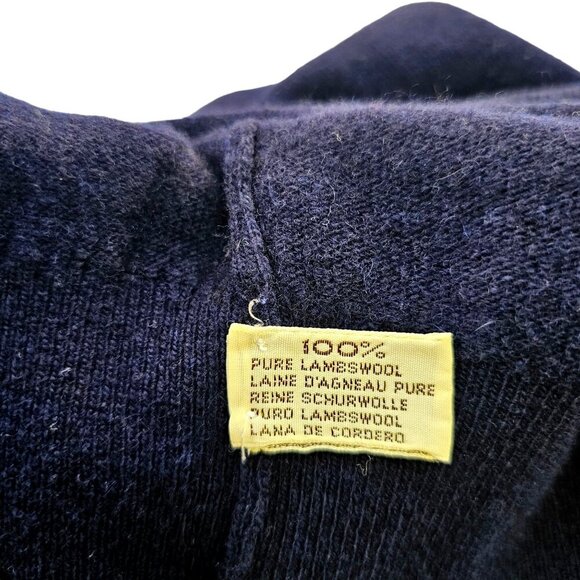 100%
PURE LAMBSWOOL
LAINE D'AGNEAU PURE
REINE SCHURWOLLE
PURO LAMBSWOOL
LANA DE CORDERO